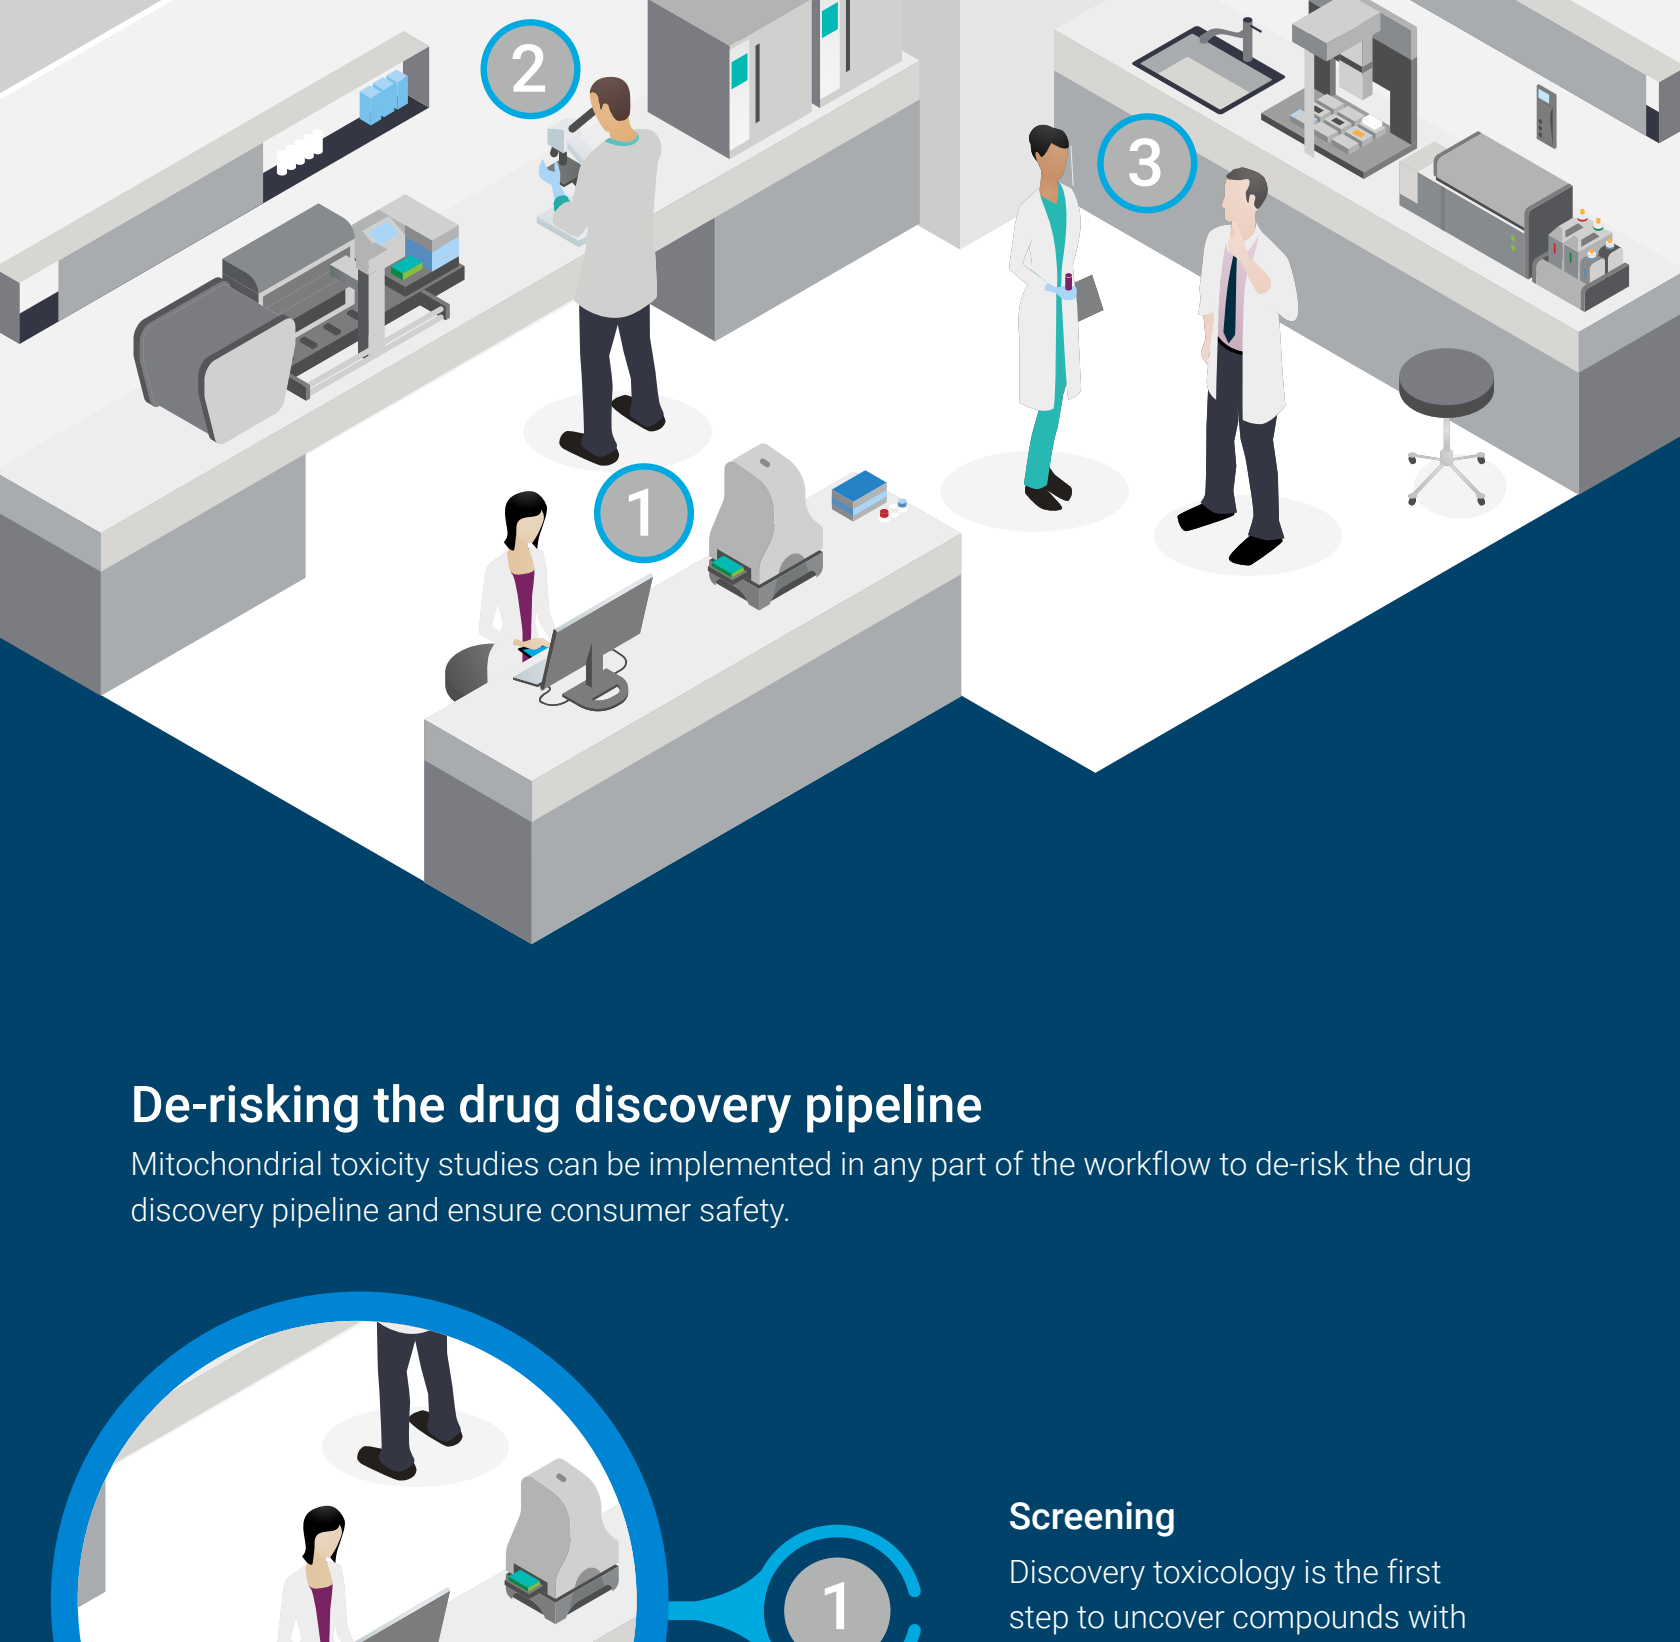 2
3
1
De-risking the drug discovery pipeline
Mitochondrial toxicity studies can be implemented in any part of the workflow to de-risk the drug
discovery pipeline and ensure consumer safety.
Screening
Discovery toxicology is the first
1
step to uncover compounds with